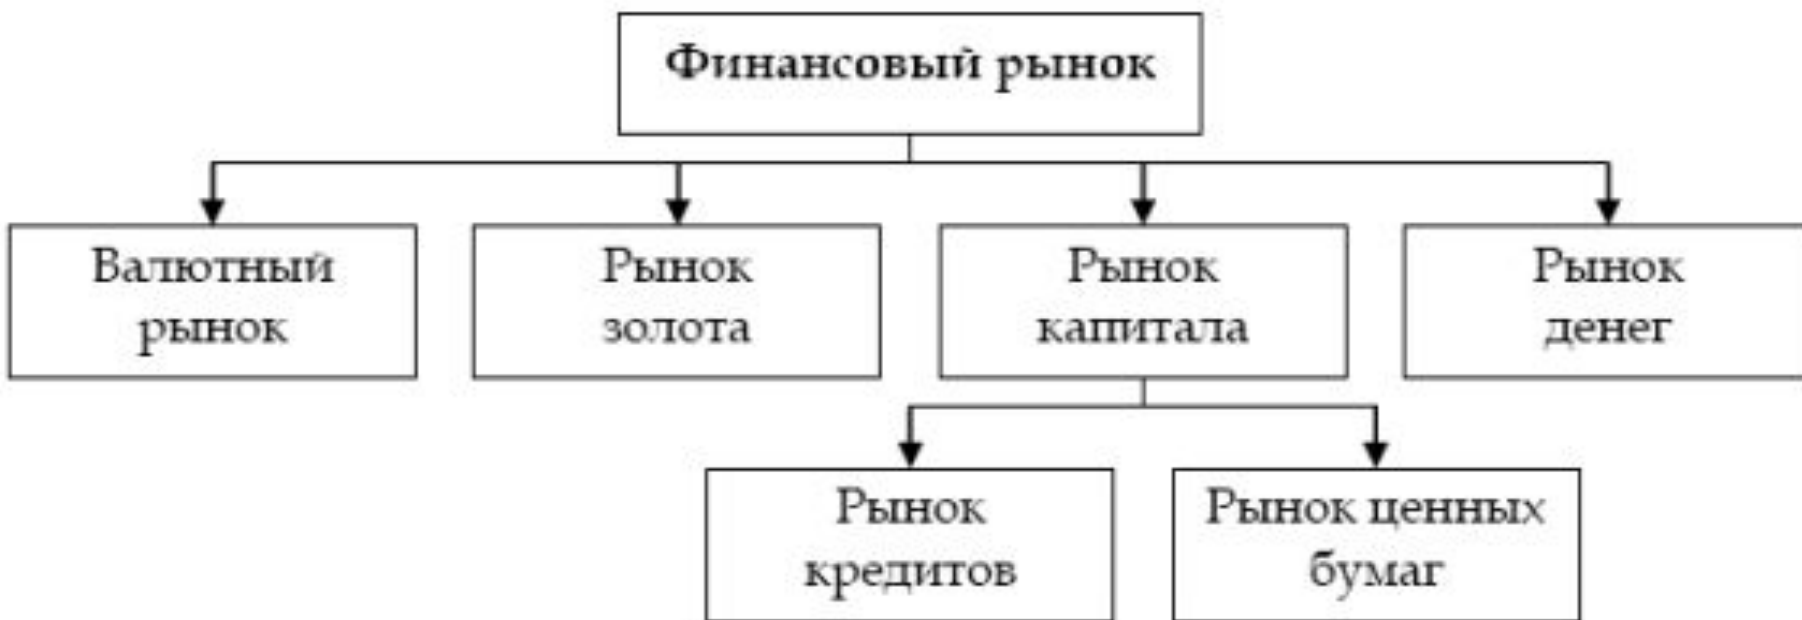 Финансовый рынок
Валютный
рынок
Рынок
золота
Рынок
капитала
Рынок
денег
Рынок
кредитов
Рынок ценных
бумаг